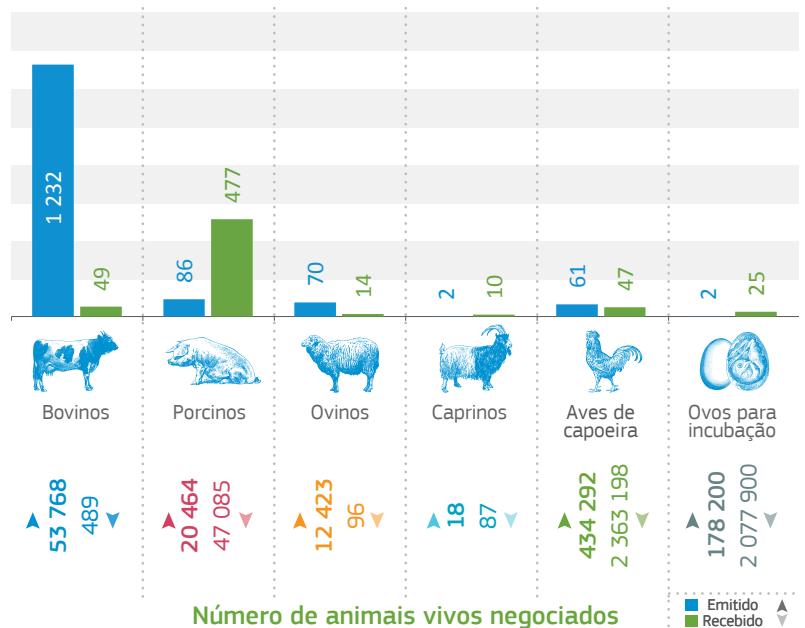 1 232
49
86
477
70
14
2
10
61
47
2
25
Bovinos
Porcinos
Ovinos
Caprinos
Aves de
capoeira
Ovos para
incubação
53 768
489
20 464
47 085
12 423
96
18
87
434 292
2 363 198
178 200
2 077 900
Número de animais vivos negociados
Emitido
Recebido